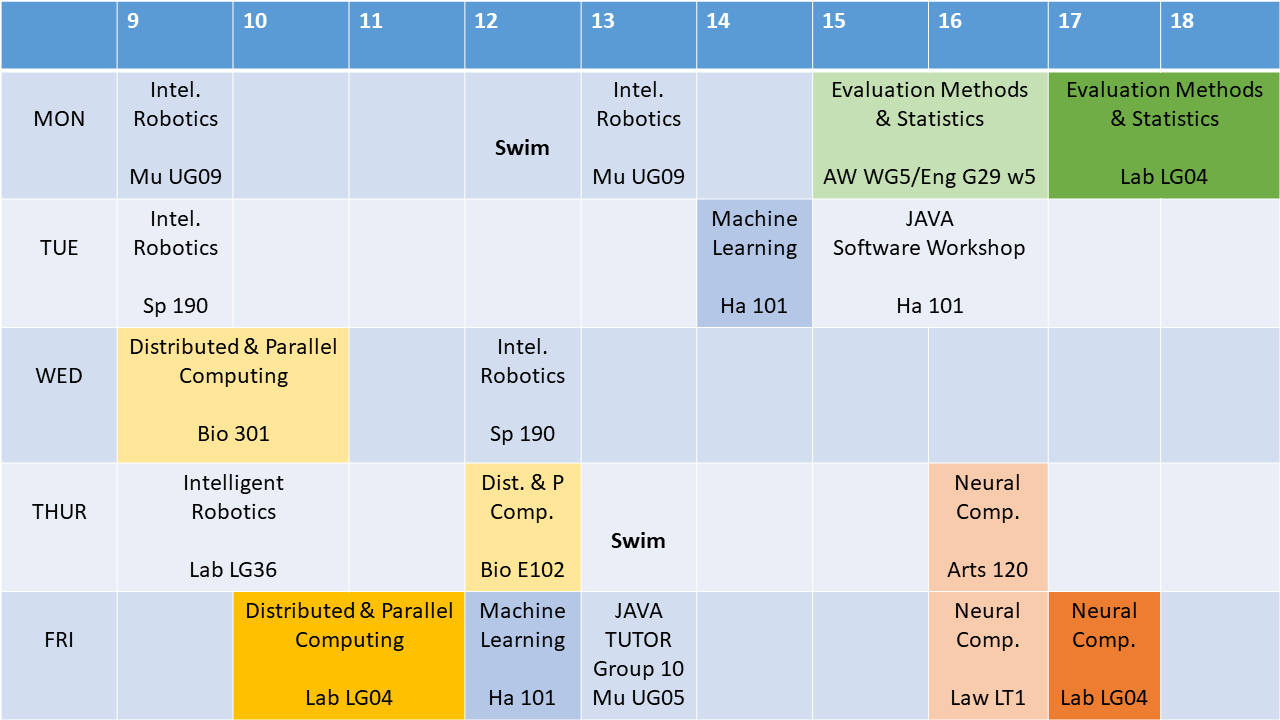 9 10 11 12 13 14 15 16 17 18
MON
Intel.
Robotics
Mu UG09
Swim
Intel.
Robotics
Mu UG09
Evaluation Methods
& Statistics
AW WG5/Eng G29 w5
Evaluation Methods
& Statistics
Lab LG04
TUE
Intel.
Robotics
Sp 190
Machine
Learning
Ha 101
JAVA
Software Workshop
Ha 101
WED
Distributed & Parallel
Computing
Bio 301
Intel.
Robotics
Sp 190
THUR
Intelligent
Robotics
Lab LG36
Dist. & P
Comp.
Bio E102
Swim
Neural
Comp.
Arts 120
FRI
Distributed & Parallel
Computing
Lab LG04
Machine
Learning
Ha 101
JAVA
TUTOR
Group 10
Mu UG05
Neural
Comp.
Law LT1
Neural
Comp.
Lab LG04